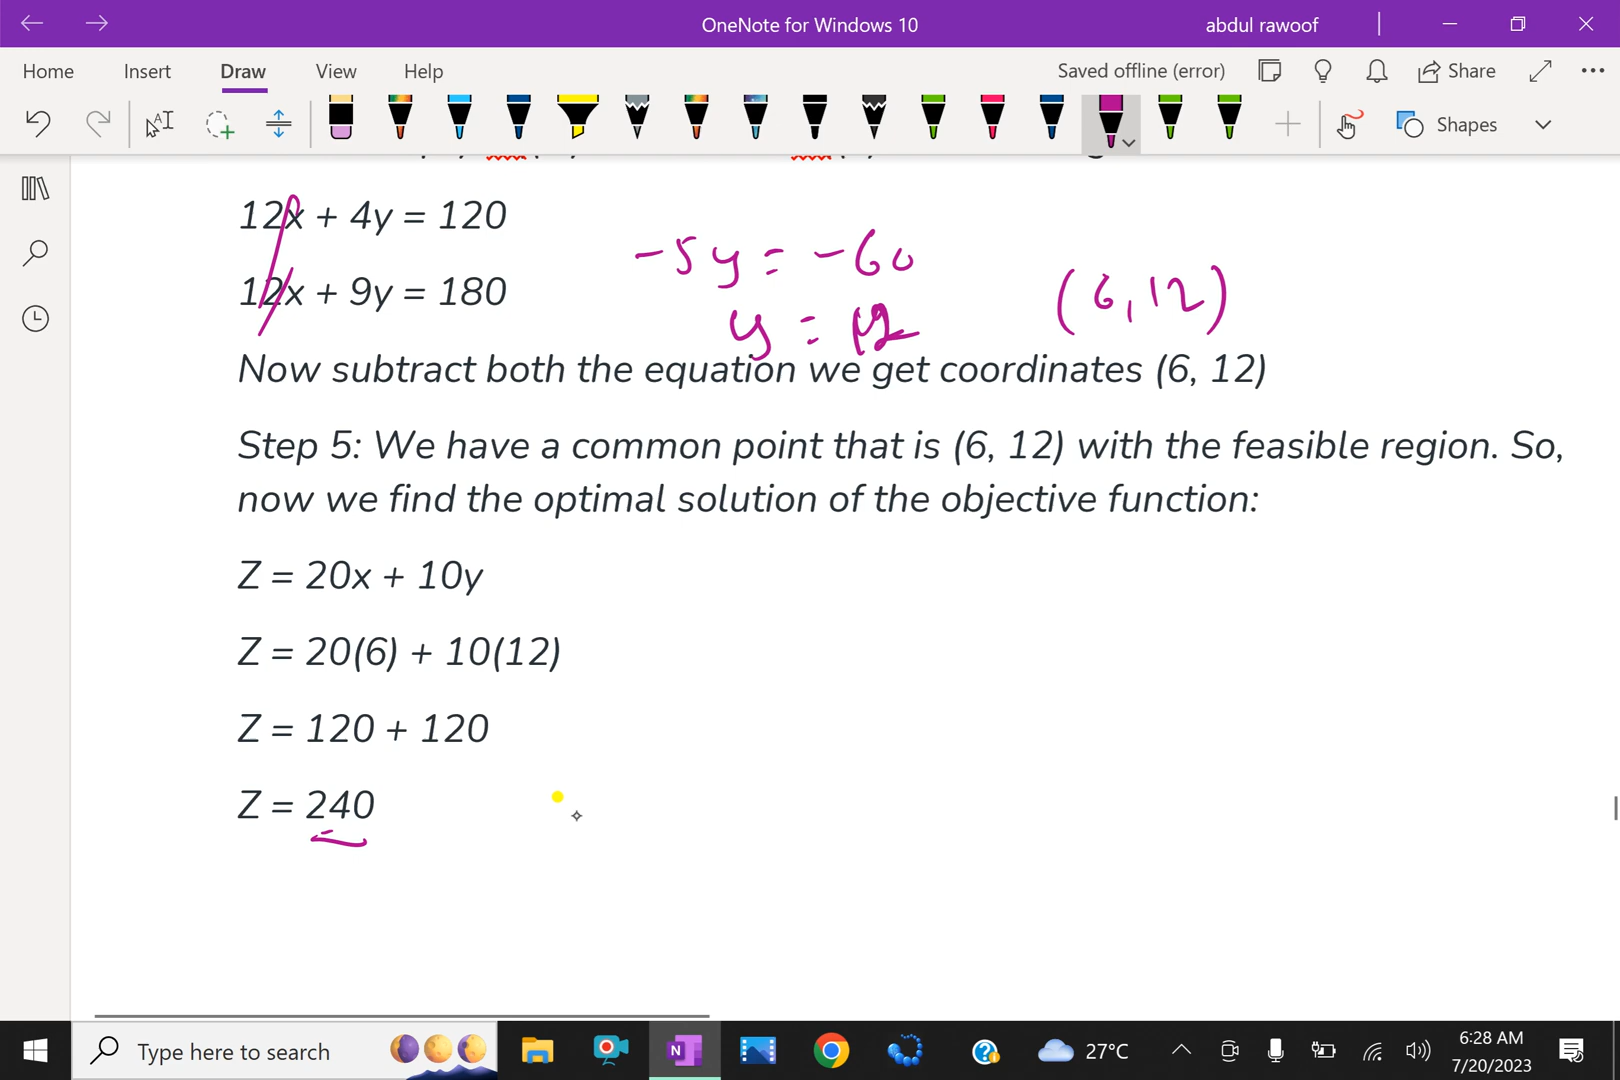 OneNote for Windows 10
abdul rawoof
Home Insert Draw View Help
Saved offline (error)
Share
Shapes
12x + 4y = 120
-5y = -60
12x + 9y = 180
(6,12)
y = 12
Now subtract both the equation we get coordinates (6, 12)
Step 5: We have a common point that is (6, 12) with the feasible region. So,
now we find the optimal solution of the objective function:
Z = 20x + 10y
Z = 20(6) + 10(12)
Z = 120 + 120
Z = 240
Type here to search
27°C
6:28 AM
7/20/2023